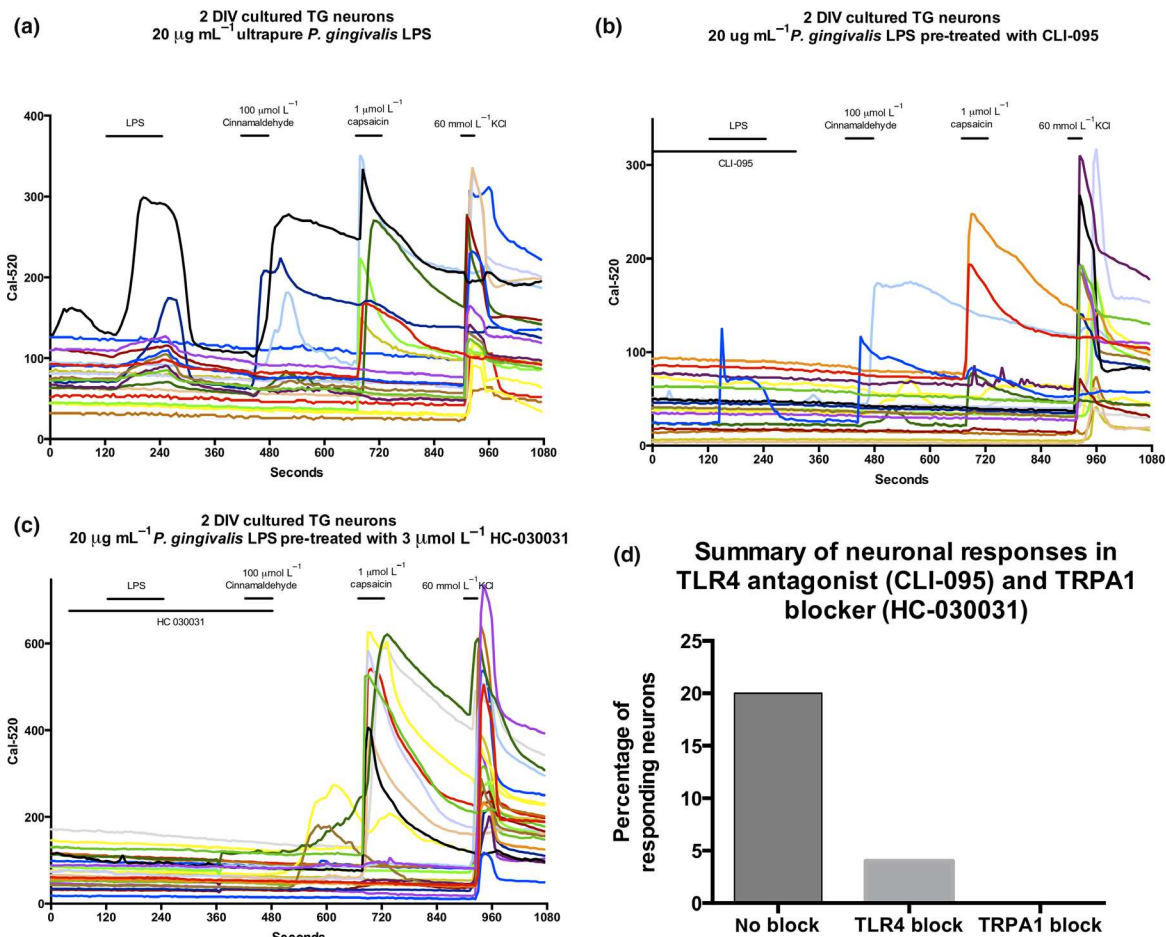 (a)
2 DIV cultured TG neurons
20 μg mL⁻¹ ultrapure P. gingivalis LPS
LPS
100 μmol L⁻¹
Cinnamaldehyde
1 μmol L⁻¹
capsaicin
60 mmol L⁻¹ KCl
Cal-520
400
300
200
100
0
0 120 240 360 480 600 720 840 960 1080
Seconds
(b)
2 DIV cultured TG neurons
20 ug mL⁻¹ P. gingivalis LPS pre-treated with CLI-095
LPS
CLI-095
100 μmol L⁻¹
Cinnamaldehyde
1 μmol L⁻¹
capsaicin
60 mmol L⁻¹ KCl
Cal-520
300
200
100
0
0 120 240 360 480 600 720 840 960 1080
Seconds
(c)
2 DIV cultured TG neurons
20 μg mL⁻¹ P. gingivalis LPS pre-treated with 3 μmol L⁻¹ HC-030031
LPS
HC 030031
100 μmol L⁻¹
Cinnamaldehyde
1 μmol L⁻¹
capsaicin
60 mmol L⁻¹ KCl
Cal-520
600
400
200
0
0 120 240 360 480 600 720 840 960 1080
Seconds
(d)
Summary of neuronal responses in
TLR4 antagonist (CLI-095) and TRPA1
blocker (HC-030031)
Percentage of
responding neurons
25
20
15
10
5
0
No block TLR4 block TRPA1 block